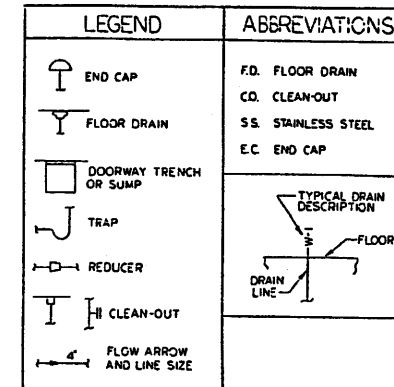 LEGEND
END CAP
FLOOR DRAIN
DOORWAY TRENCH
OR SUMP
TRAP
REDUCER
CLEAN-OUT
4"
FLOW ARROW
AND LINE SIZE
ABBREVIATIONS
F.D. FLOOR DRAIN
C.O. CLEAN-OUT
S.S. STAINLESS STEEL
E.C. END CAP
TYPICAL DRAIN
DESCRIPTION
W-1
FLOOR
DRAIN
LINE